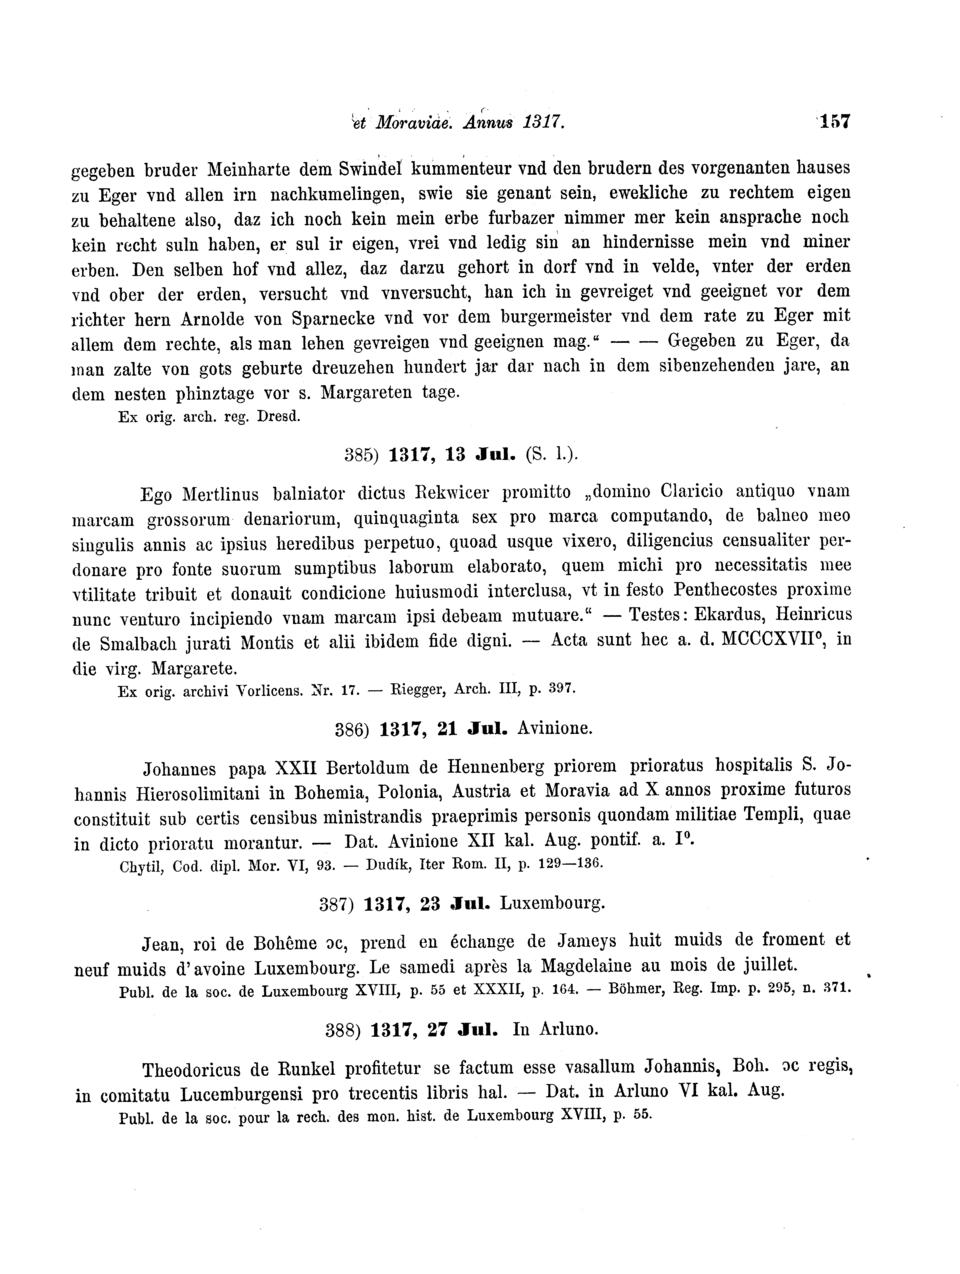 et Moraviae. Annus 1317. 157
gegeben bruder Meinharte dem Swindel kummenteur vnd den brudern des vorgenanten hauses
zu Eger vnd allen irn nachkumelingen, swie sie genant sein, ewekliche zu rechtem eigen
zu behaltene also, daz ich noch kein mein erbe furbazer nimmer mer kein ansprache noch
kein recht suln haben, er sul ir eigen, vrei vnd ledig sin an hindernisse mein vnd miner
erben. Den selben hof vnd allez, daz darzu gehort in dorf vnd in velde, vnter der erden
vnd ober der erden, versucht vnd vnversucht, han ich in gevreiget vnd geeignet vor dem
richter hern Arnolde von Sparnecke vnd vor dem burgermeister vnd dem rate zu Eger mit
allem dem rechte, als man lehen gevreigen vnd geeignen mag.“ — — Gegeben zu Eger, da
man zalte von gots geburte dreuzehen hundert jar dar nach in dem sibenzehenden jare, an
dem nesten phinztage vor s. Margareten tage.
Ex orig. arch. reg. Dresd.
385) 1317, 13 Jul. (S. l.).
Ego Mertlinus balniator dictus Rekwicer promitto „domino Claricio antiquo vnam
marcam grossorum denariorum, quinquaginta sex pro marca computando, de balneo meo
singulis annis ac ipsius heredibus perpetuo, quoad usque vixero, diligencius censualiter per-
donare pro fonte suorum sumptibus laborum elaborato, quem michi pro necessitatis mee
vtilitate tribuit et donauit condicione huiusmodi interclusa, vt in festo Penthecostes proxime
nunc venturo incipiendo vnam marcam ipsi debeam mutuare.“ — Testes: Ekardus, Heinricus
de Smalbach jurati Montis et alii ibidem fide digni. — Acta sunt hec a. d. MCCCXVII⁰, in
die virg. Margarete.
Ex orig. archivi Vorlicens. Nr. 17. — Riegger, Arch. III, p. 397.
386) 1317, 21 Jul. Avinione.
Johannes papa XXII Bertoldum de Hennenberg priorem prioratus hospitalis S. Jo-
hannis Hierosolimitani in Bohemia, Polonia, Austria et Moravia ad X annos proxime futuros
constituit sub certis censibus ministrandis praeprimis personis quondam militiae Templi, quae
in dicto prioratu morantur. — Dat. Avinione XII kal. Aug. pontif. a. I⁰.
Chytil, Cod. dipl. Mor. VI, 93. — Dudík, Iter Rom. II, p. 129—136.
387) 1317, 23 Jul. Luxembourg.
Jean, roi de Bohême ɔc, prend en échange de Jameys huit muids de froment et
neuf muids d'avoine Luxembourg. Le samedi après la Magdelaine au mois de juillet.
Publ. de la soc. de Luxembourg XVIII, p. 55 et XXXII, p. 164. — Böhmer, Reg. Imp. p. 295, n. 371.
388) 1317, 27 Jul. In Arluno.
Theodoricus de Runkel profitetur se factum esse vasallum Johannis, Boh. ɔc regis,
in comitatu Lucemburgensi pro trecentis libris hal. — Dat. in Arluno VI kal. Aug.
Publ. de la soc. pour la rech. des mon. hist. de Luxembourg XVIII, p. 55.